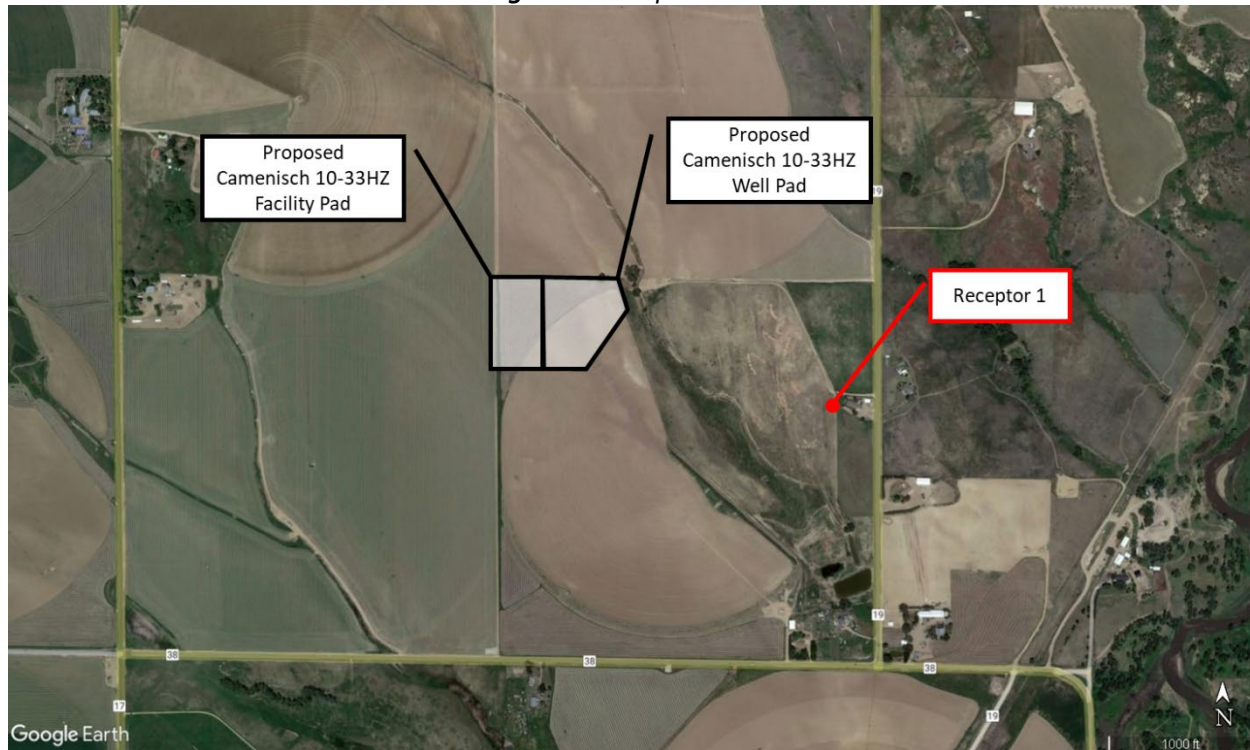 Proposed
Camenisch 10-33HZ
Facility Pad
Proposed
Camenisch 10-33HZ
Well Pad
19
Receptor 1
19
38
38
38
17
19
N
Google Earth
1000 ft